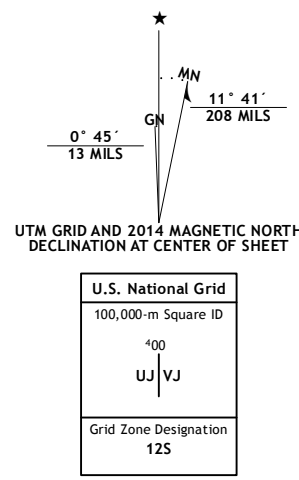 ★
MN
GN
11° 41´
208 MILS
0° 45´
13 MILS
UTM GRID AND 2014 MAGNETIC NORTH
DECLINATION AT CENTER OF SHEET
U.S. National Grid
100,000-m Square ID
⁴00
UJ VJ
Grid Zone Designation
12S